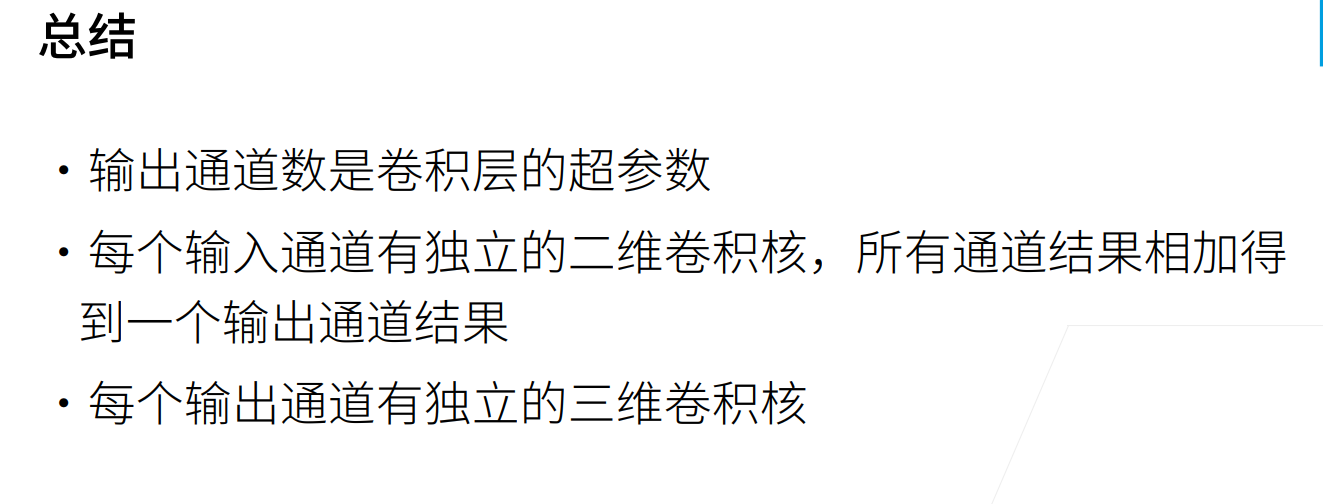 总结
• 输出通道数是卷积层的超参数
• 每个输入通道有独立的二维卷积核，所有通道结果相加得
到一个输出通道结果
• 每个输出通道有独立的三维卷积核